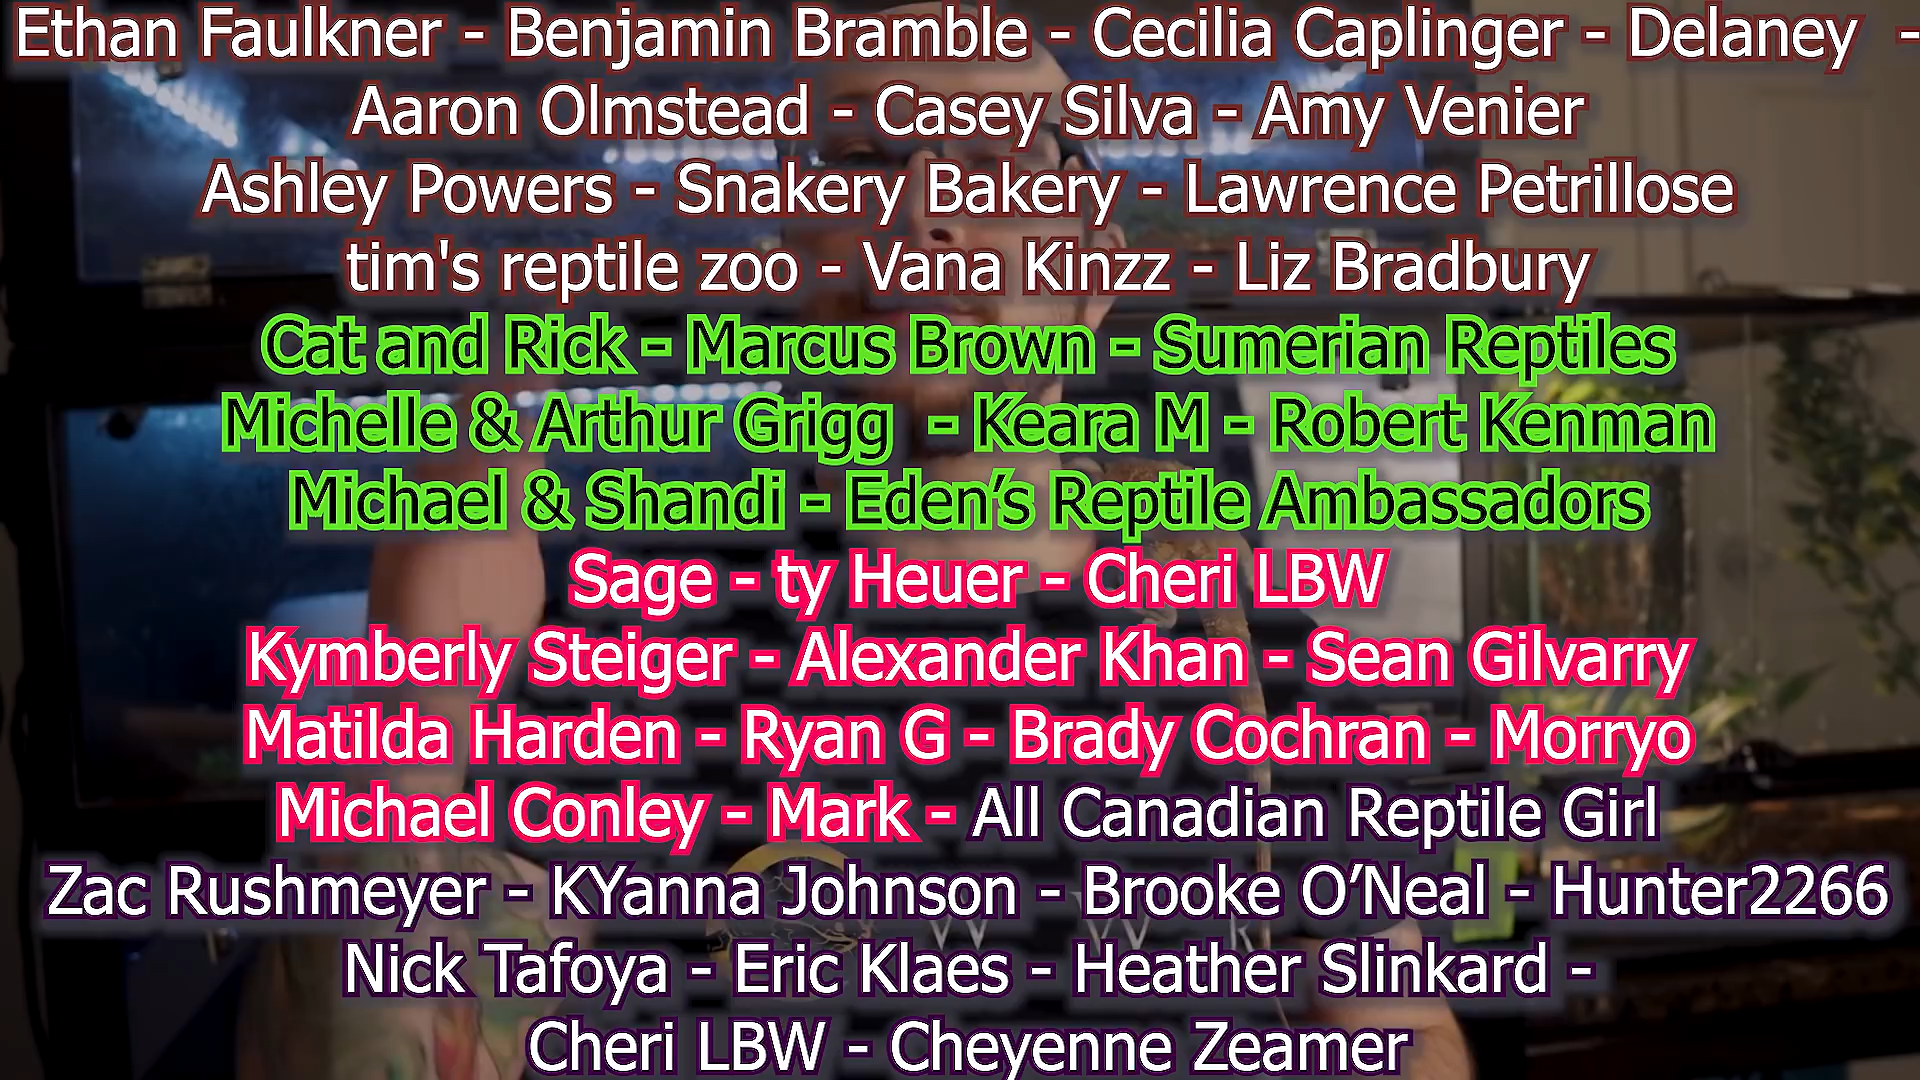 Ethan Faulkner - Benjamin Bramble - Cecilia Caplinger - Delaney  -
Aaron Olmstead - Casey Silva - Amy Venier
Ashley Powers - Snakery Bakery - Lawrence Petrillose
tim's reptile zoo - Vana Kinzz - Liz Bradbury
Cat and Rick - Marcus Brown - Sumerian Reptiles
Michelle & Arthur Grigg  - Keara M - Robert Kenman
Michael & Shandi - Eden’s Reptile Ambassadors
Sage - ty Heuer - Cheri LBW
Kymberly Steiger - Alexander Khan - Sean Gilvarry
Matilda Harden - Ryan G - Brady Cochran - Morryo
Michael Conley - Mark - All Canadian Reptile Girl
Zac Rushmeyer - KYanna Johnson - Brooke O’Neal - Hunter2266
Nick Tafoya - Eric Klaes - Heather Slinkard -
Cheri LBW - Cheyenne Zeamer